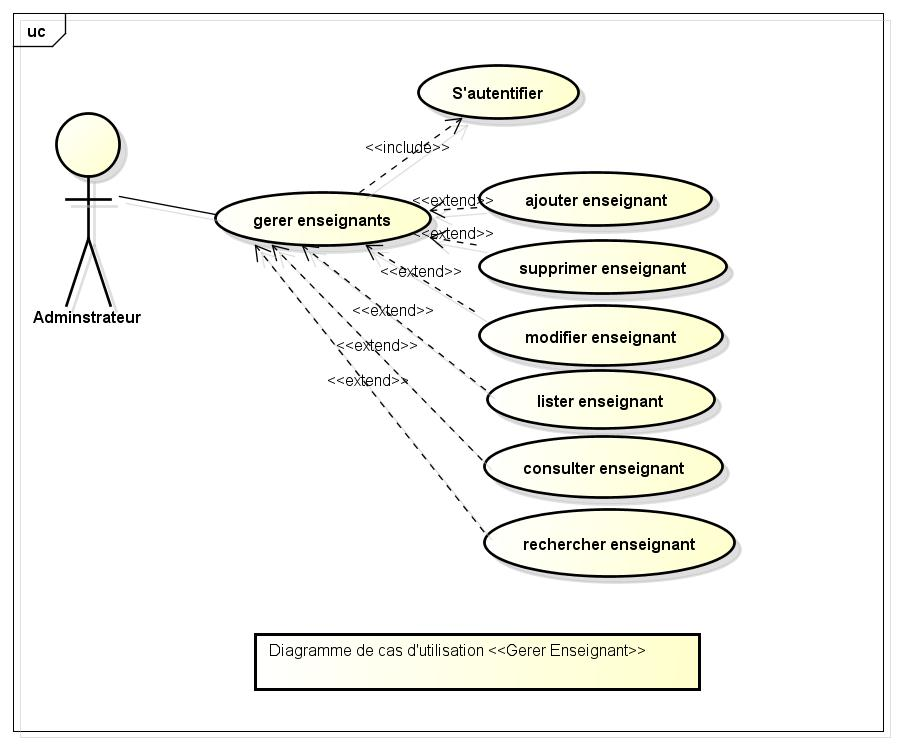 uc
S'autentifier
<<include>>
ajouter enseignant
<<extend>>
gerer enseignants
<<extend>>
supprimer enseignant
<<extend>>
Adminstrateur
<<extend>>
modifier enseignant
<<extend>>
<<extend>>
lister enseignant
consulter enseignant
rechercher enseignant
Diagramme de cas d'utilisation <<Gerer Enseignant>>